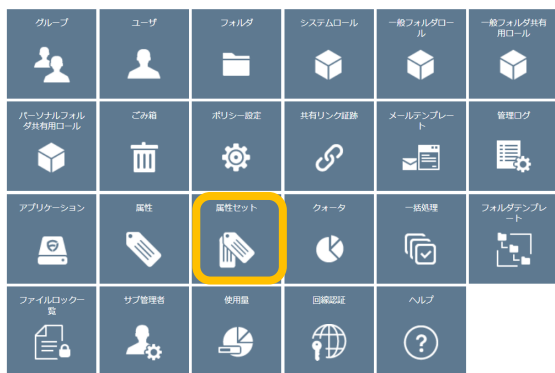 グループ
ユーザ
フォルダ
システムロール
一般フォルダロー
ル
一般フォルダ共有
用ロール
パーソナルフォル
ダ共有用ロール
ごみ箱
ポリシー設定
共有リンク証跡
メールテンプレー
ト
管理ログ
アプリケーション
属性
属性セット
クォータ
一括処理
フォルダテンプレ
ート
ファイルロック一
覧
サブ管理者
使用量
回線認証
ヘルプ